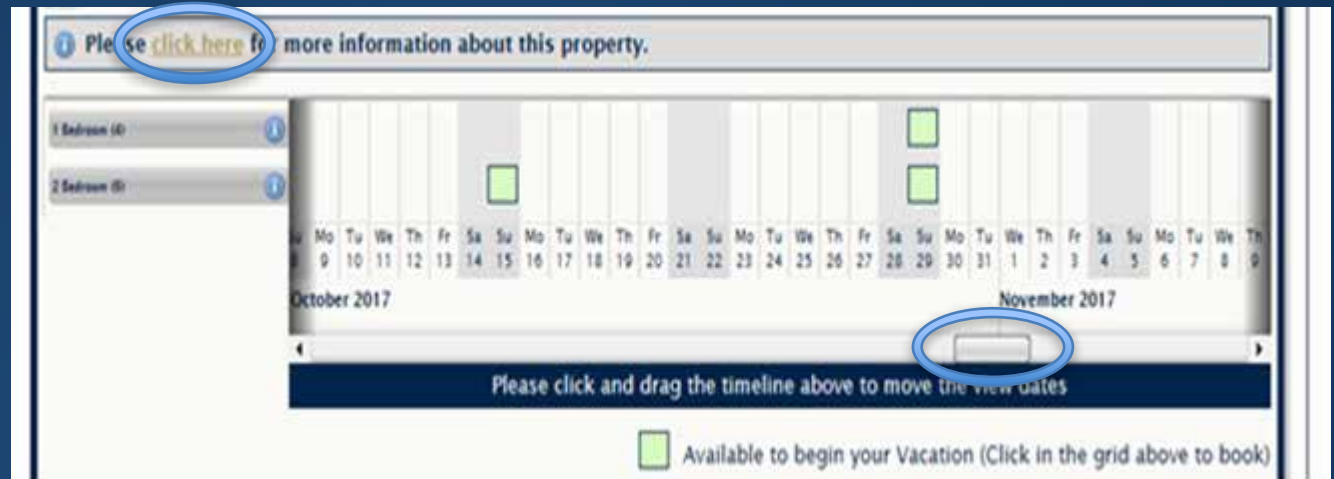 Please click here for more information about this property.
1 Bedroom (4)
2 Bedroom (6)
Su Mo Tu We Th Fr Sa Su Mo Tu We Th Fr Sa Su Mo Tu We Th Fr Sa Su Mo Tu We Th Fr Sa Su Mo Tu We Th
8 9 10 11 12 13 14 15 16 17 18 19 20 21 22 23 24 25 26 27 28 29 30 31 1 2 3 4 5 6 7 8 9
October 2017 November 2017
Please click and drag the timeline above to move the view dates
Available to begin your Vacation (Click in the grid above to book)